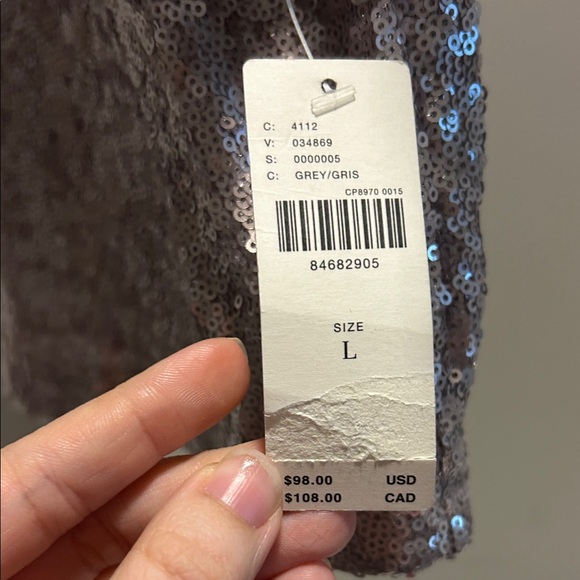 C: 4112
V: 034869
S: 0000005
C: GREY/GRIS
CP8970 0015
84682905
SIZE
L
$98.00 USD
$108.00 CAD